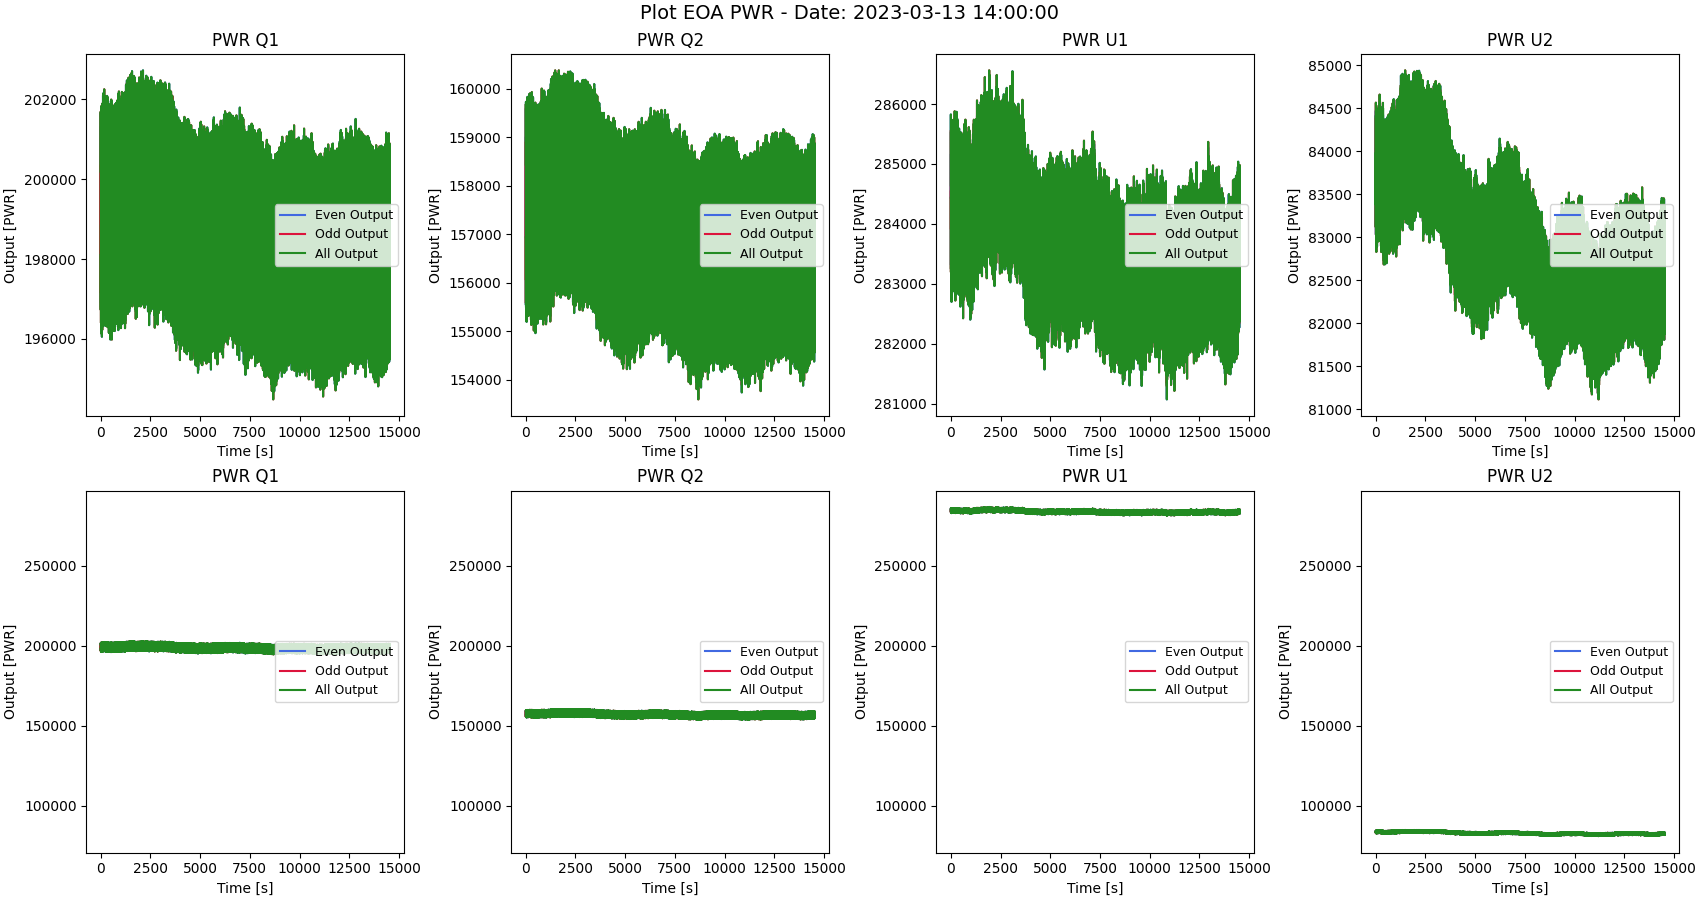 Plot EOA PWR - Date: 2023-03-13 14:00:00
PWR Q1
PWR Q2
PWR U1
PWR U2
Output [PWR]
202000
200000
198000
196000
Even Output
Odd Output
All Output
0 2500 5000 7500 10000 12500 15000
Time [s]
Output [PWR]
160000
159000
158000
157000
156000
155000
154000
Even Output
Odd Output
All Output
0 2500 5000 7500 10000 12500 15000
Time [s]
Output [PWR]
286000
285000
284000
283000
282000
281000
Even Output
Odd Output
All Output
0 2500 5000 7500 10000 12500 15000
Time [s]
Output [PWR]
85000
84500
84000
83500
83000
82500
82000
81500
81000
Even Output
Odd Output
All Output
0 2500 5000 7500 10000 12500 15000
Time [s]
PWR Q1
PWR Q2
PWR U1
PWR U2
Output [PWR]
250000
200000
150000
100000
Even Output
Odd Output
All Output
0 2500 5000 7500 10000 12500 15000
Time [s]
Output [PWR]
250000
200000
150000
100000
Even Output
Odd Output
All Output
0 2500 5000 7500 10000 12500 15000
Time [s]
Output [PWR]
250000
200000
150000
100000
Even Output
Odd Output
All Output
0 2500 5000 7500 10000 12500 15000
Time [s]
Output [PWR]
250000
200000
150000
100000
Even Output
Odd Output
All Output
0 2500 5000 7500 10000 12500 15000
Time [s]